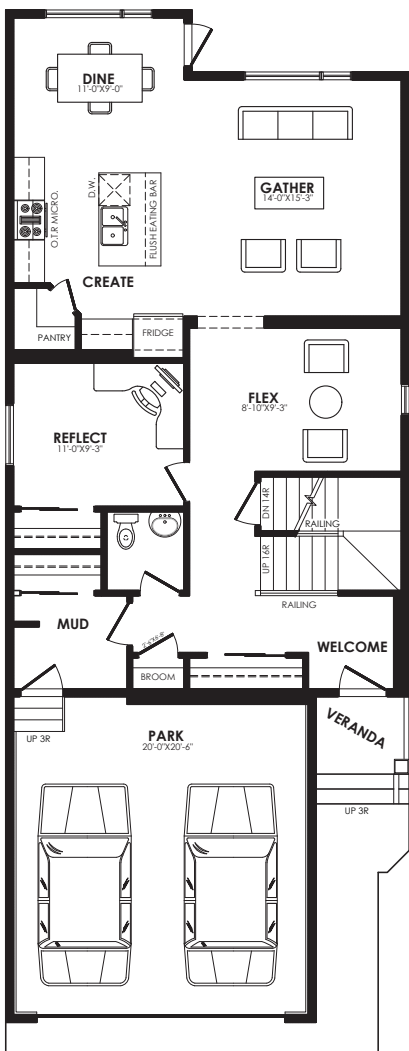 DINE
11'-0"X9'-0"
GATHER
14'-0"X15'-3"
O.T.R MICRO.
D.W.
FLUSH EATING BAR
CREATE
PANTRY
FRIDGE
FLEX
8'-10"X9'-3"
REFLECT
11'-0"X9'-3"
DN 14R
RAILING
UP 16R
RAILING
MUD
WELCOME
BROOM
VERANDA
UP 3R
PARK
20'-0"X20'-6"
UP 3R